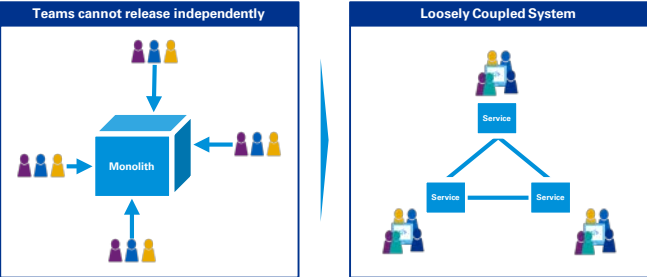 Teams cannot release independently
Loosely Coupled System
Monolith
Service
Service
Service